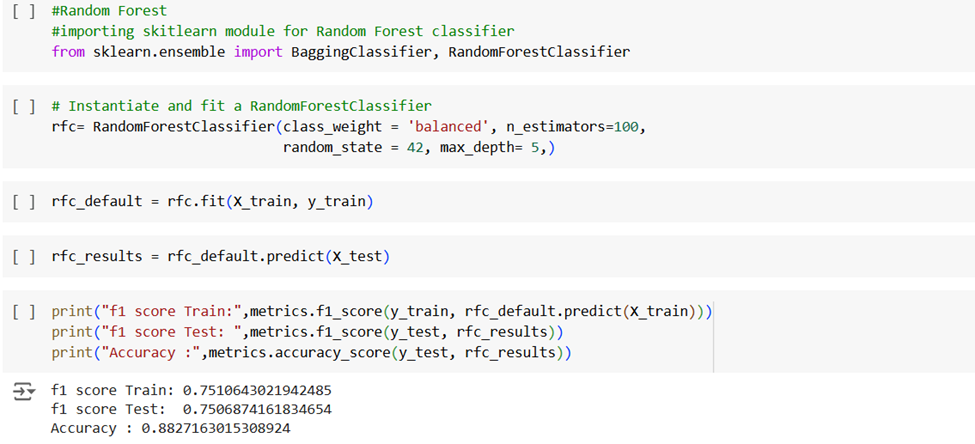 [ ] #Random Forest
#importing skitlearn module for Random Forest classifier
from sklearn.ensemble import BaggingClassifier, RandomForestClassifier
[ ] # Instantiate and fit a RandomForestClassifier
rfc= RandomForestClassifier(class_weight = 'balanced', n_estimators=100,
random_state = 42, max_depth= 5,)
[ ] rfc_default = rfc.fit(X_train, y_train)
[ ] rfc_results = rfc_default.predict(X_test)
[ ] print("f1 score Train:",metrics.f1_score(y_train, rfc_default.predict(X_train)))
print("f1 score Test: ",metrics.f1_score(y_test, rfc_results))
print("Accuracy :",metrics.accuracy_score(y_test, rfc_results))
f1 score Train: 0.7510643021942485
f1 score Test:  0.7506874161834654
Accuracy : 0.8827163015308924